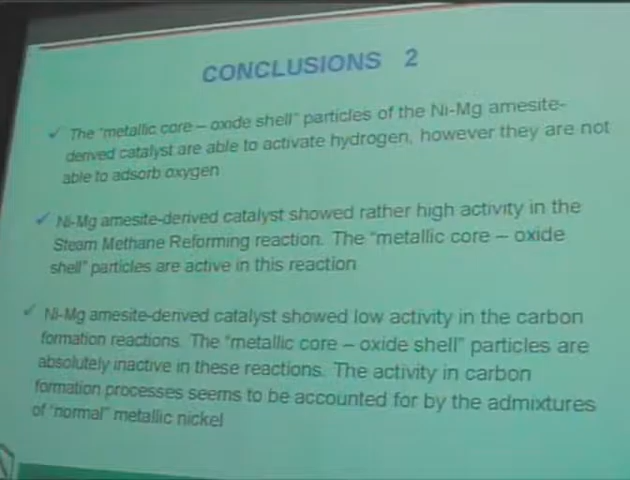 CONCLUSIONS 2
✓ The "metallic core – oxide shell" particles of the Ni-Mg amesite-
derived catalyst are able to activate hydrogen, however they are not
able to adsorb oxygen
✓ Ni-Mg amesite-derived catalyst showed rather high activity in the
Steam Methane Reforming reaction. The "metallic core – oxide
shell" particles are active in this reaction
✓ Ni-Mg amesite-derived catalyst showed low activity in the carbon
formation reactions. The "metallic core – oxide shell" particles are
absolutely inactive in these reactions. The activity in carbon
formation processes seems to be accounted for by the admixtures
of "normal" metallic nickel